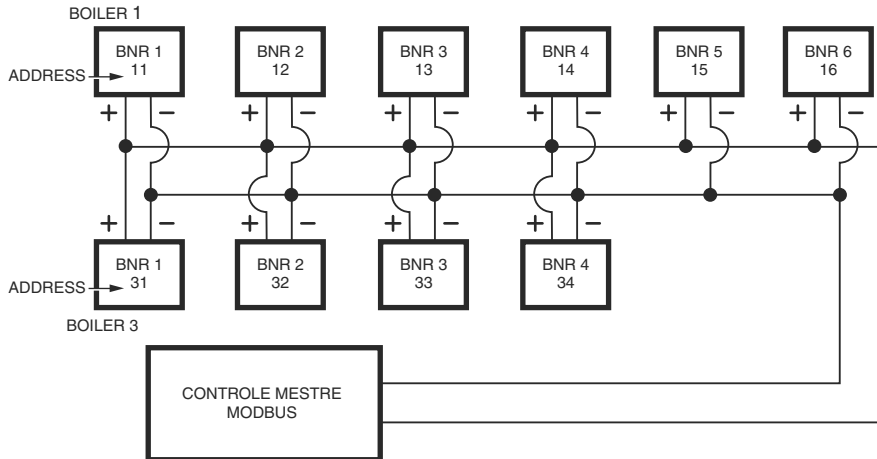 BOILER 1
BNR 1
11
BNR 2
12
BNR 3
13
BNR 4
14
BNR 5
15
BNR 6
16
ADDRESS
+ − + − + − + − + − + −
+ − + − + − + −
BNR 1
31
BNR 2
32
BNR 3
33
BNR 4
34
ADDRESS
BOILER 3
CONTROLE MESTRE
MODBUS